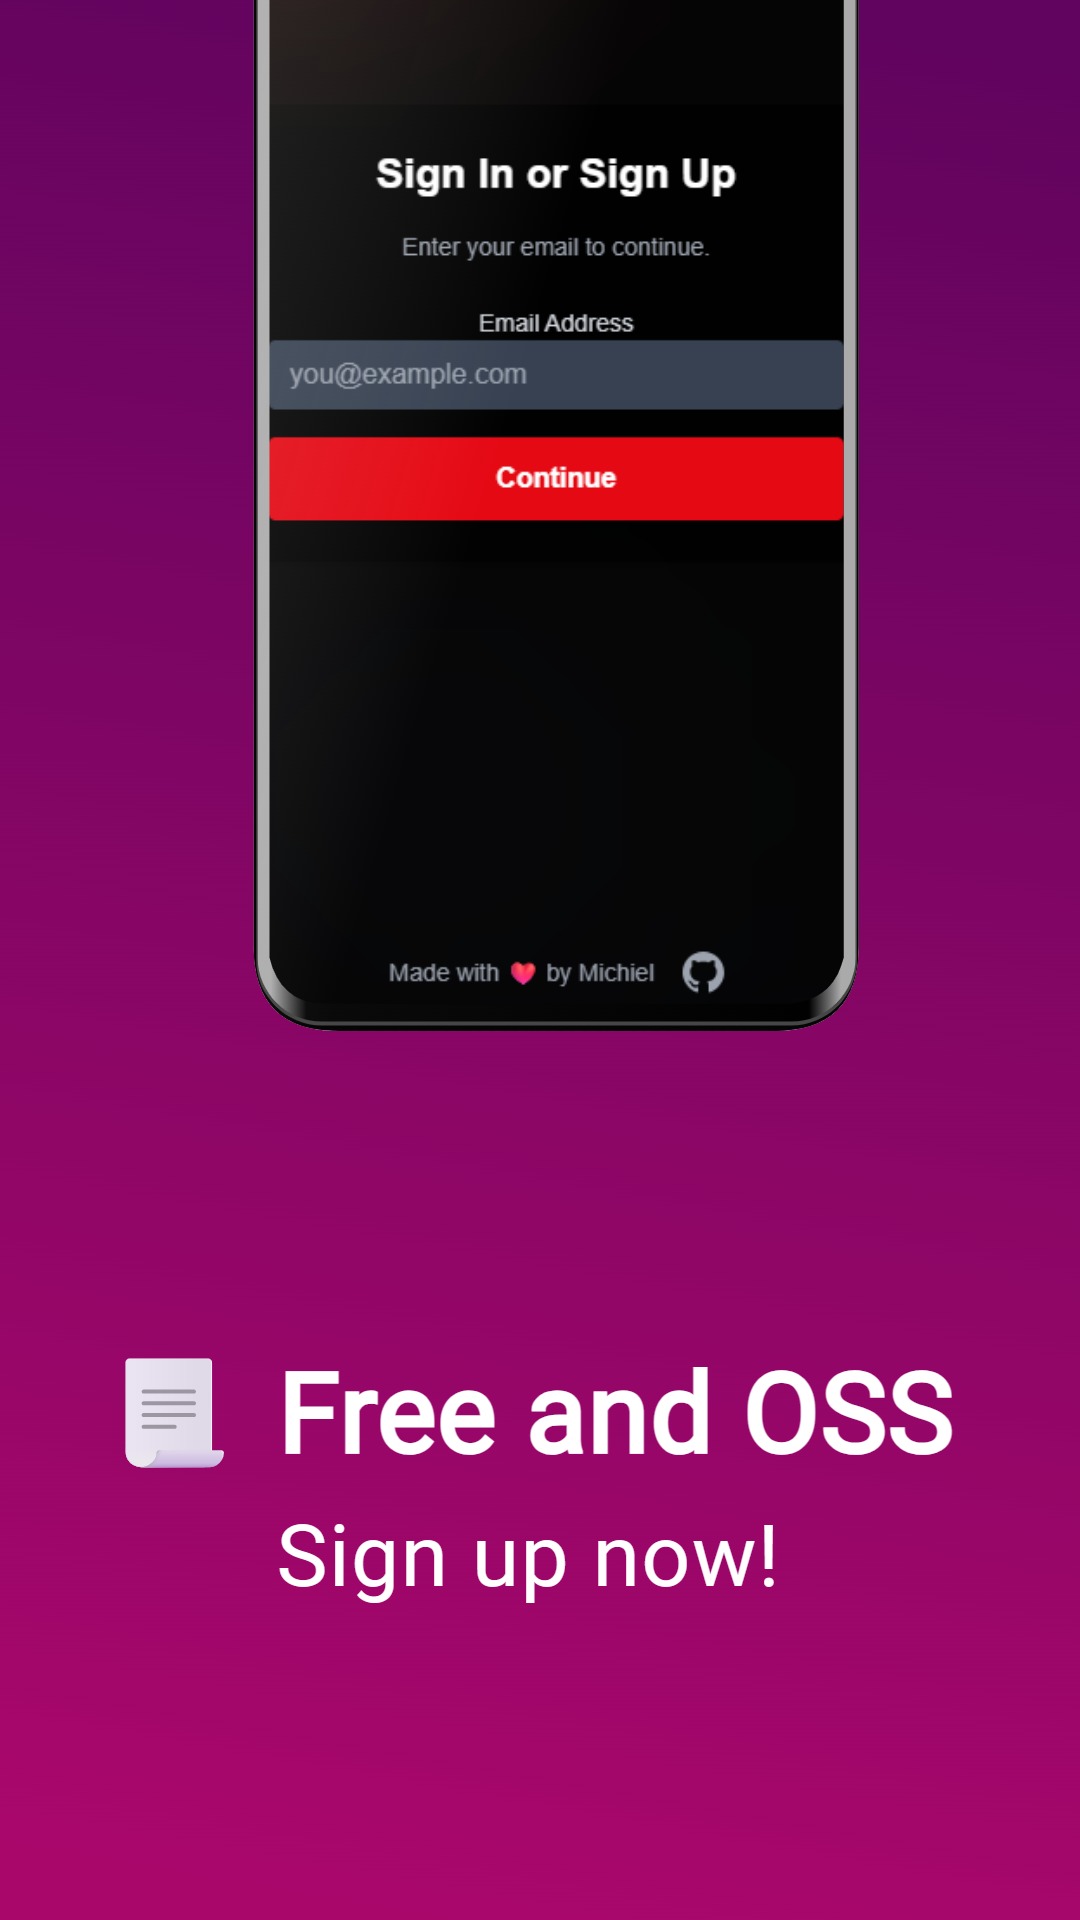 Sign In or Sign Up
Enter your email to continue.
Email Address
you@example.com
Continue
Made with ❤️ by Michiel
Free and OSS
Sign up now!